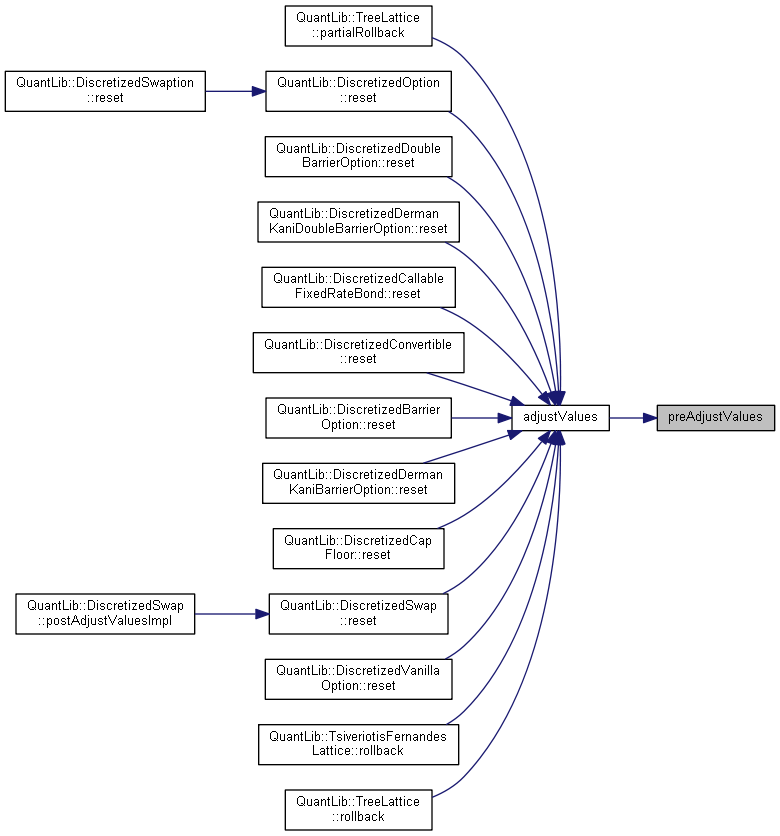 QuantLib::TreeLattice
::partialRollback
QuantLib::DiscretizedSwaption
::reset
QuantLib::DiscretizedOption
::reset
QuantLib::DiscretizedDouble
BarrierOption::reset
QuantLib::DiscretizedDerman
KaniDoubleBarrierOption::reset
QuantLib::DiscretizedCallable
FixedRateBond::reset
QuantLib::DiscretizedConvertible
::reset
QuantLib::DiscretizedBarrier
Option::reset
adjustValues
preAdjustValues
QuantLib::DiscretizedDerman
KaniBarrierOption::reset
QuantLib::DiscretizedCap
Floor::reset
QuantLib::DiscretizedSwap
::postAdjustValuesImpl
QuantLib::DiscretizedSwap
::reset
QuantLib::DiscretizedVanilla
Option::reset
QuantLib::TsiveriotisFernandes
Lattice::rollback
QuantLib::TreeLattice
::rollback